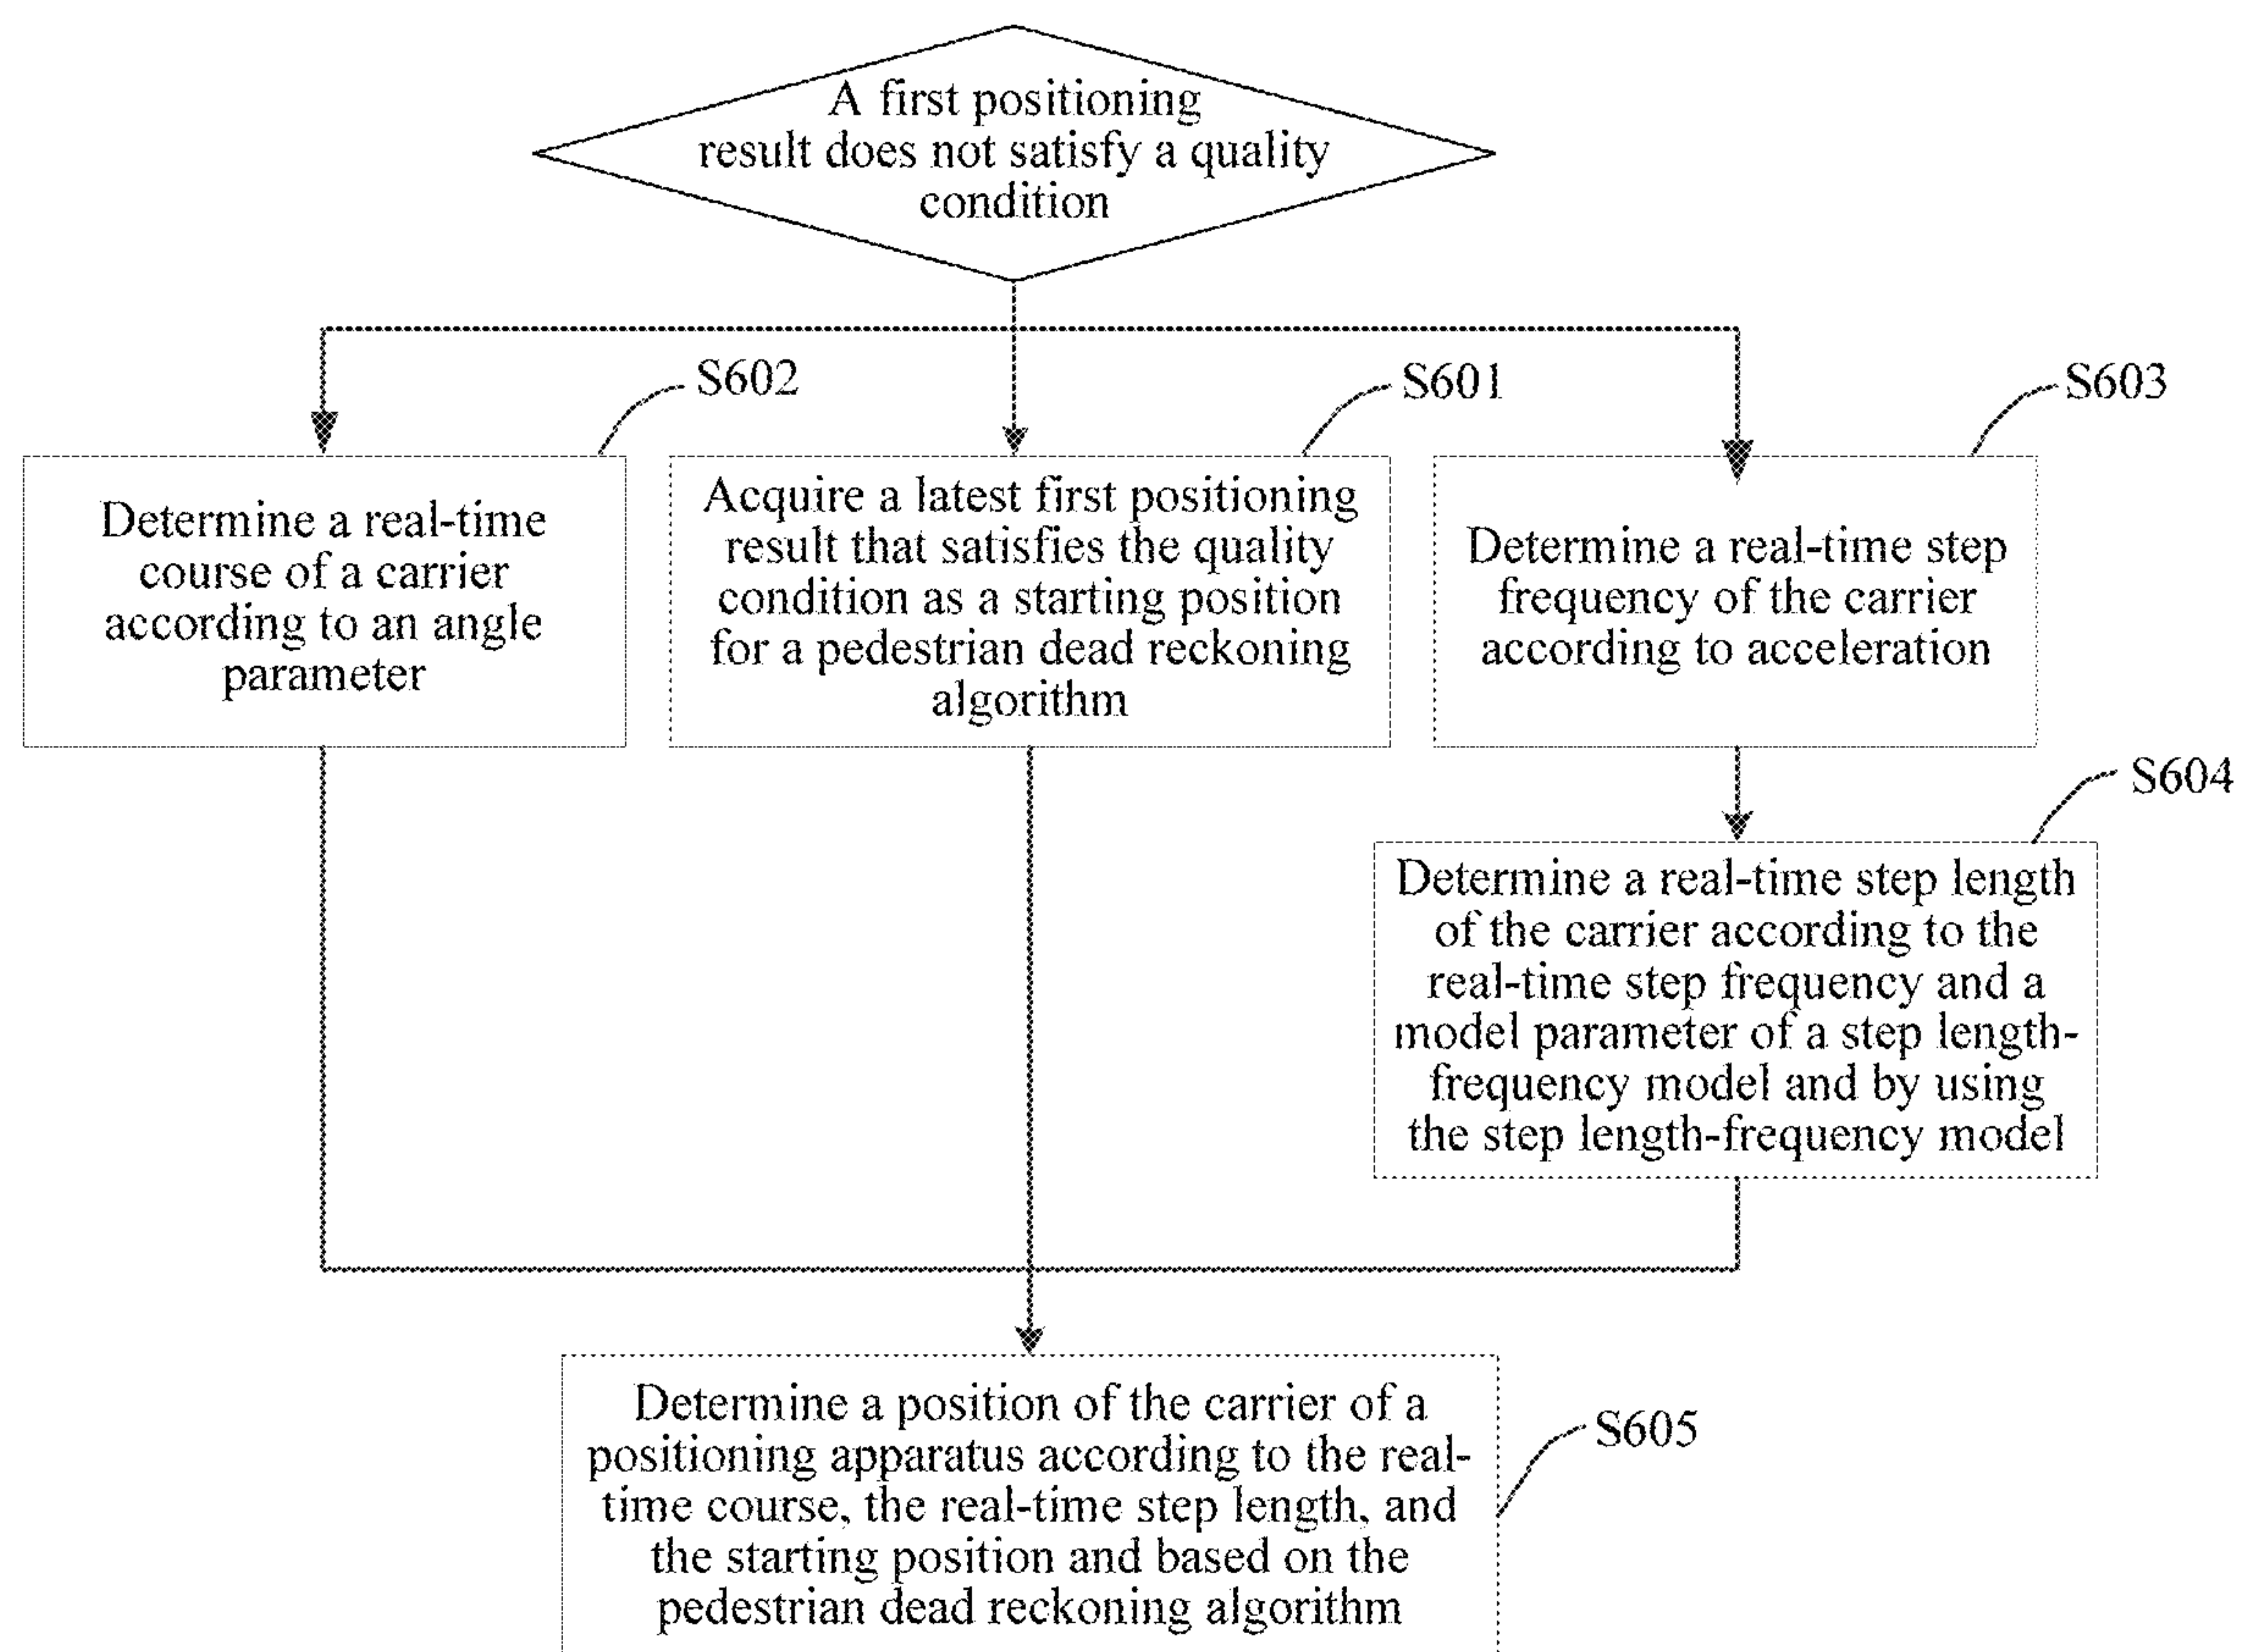 A first positioning
result does not satisfy a quality
condition
S602
S601
S603
Determine a real-time
course of a carrier
according to an angle
parameter
Acquire a latest first positioning
result that satisfies the quality
condition as a starting position
for a pedestrian dead reckoning
algorithm
Determine a real-time step
frequency of the carrier
according to acceleration
S604
Determine a real-time step length
of the carrier according to the
real-time step frequency and a
model parameter of a step length-
frequency model and by using
the step length-frequency model
Determine a position of the carrier of a
positioning apparatus according to the real-
time course, the real-time step length, and
the starting position and based on the
pedestrian dead reckoning algorithm
S605